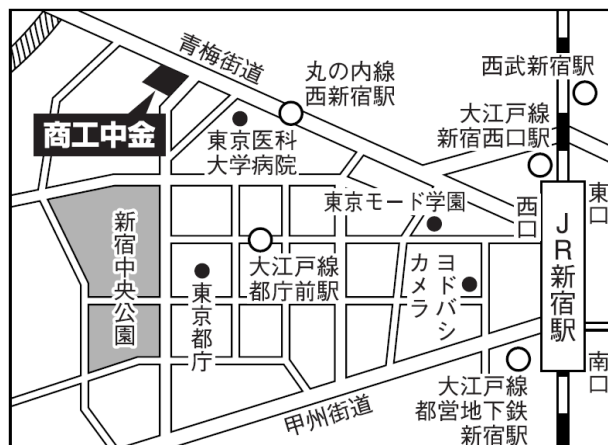 青梅街道
丸の内線
西新宿駅
西武新宿駅
大江戸線
新宿西口駅
商工中金
東京医科
大学病院
東京モード学園
西口
東口
JR新宿駅
新宿中央公園
大江戸線
都庁前駅
東京都庁
ヨドバシ
カメラ
南口
甲州街道
大江戸線
都営地下鉄
新宿駅